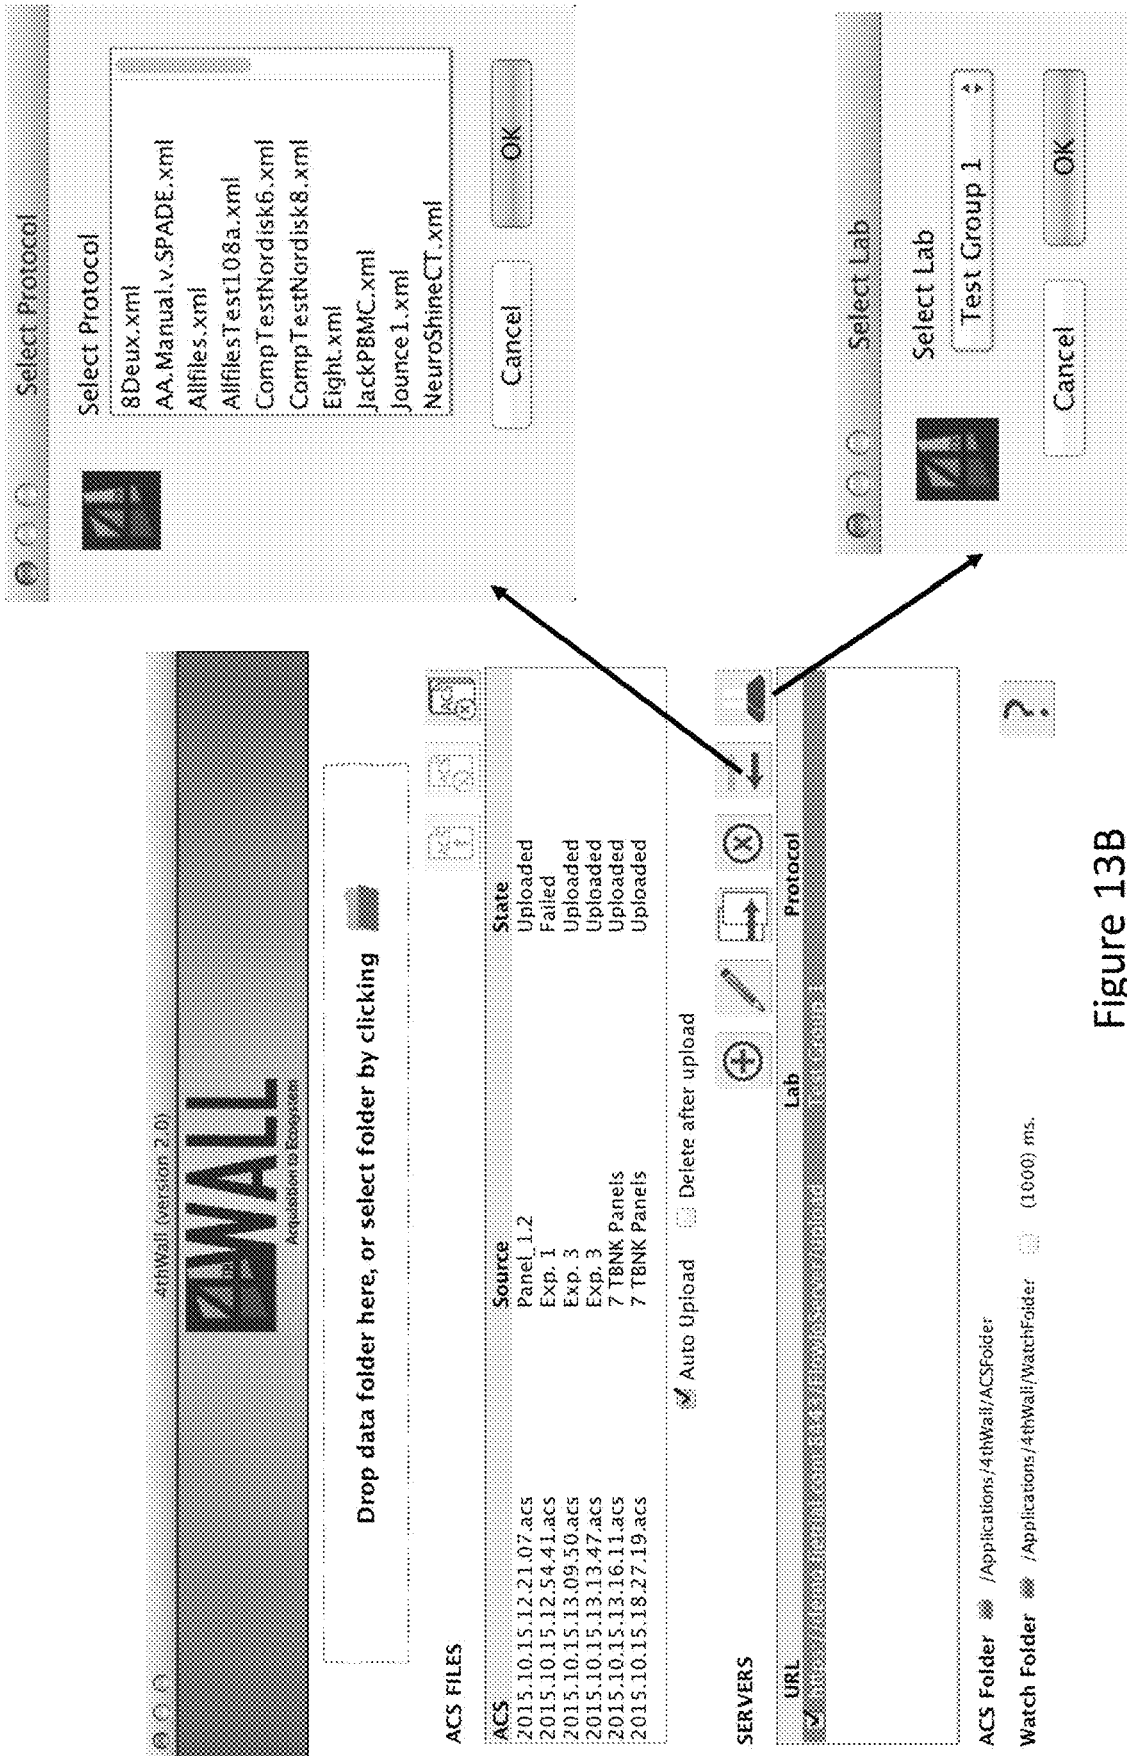 4thWall (version 2.0)
WALL
Acquisition to Ecosystem
Drop data folder here, or select folder by clicking
ACS FILES
ACS Source State
2015.10.15.12.21.07.acs Panel_1.2 Uploaded
2015.10.15.12.54.41.acs Exp. 1 Failed
2015.10.15.13.09.50.acs Exp. 3 Uploaded
2015.10.15.13.13.47.acs Exp. 3 Uploaded
2015.10.15.13.16.11.acs 7 TBNK Panels Uploaded
2015.10.15.18.27.19.acs 7 TBNK Panels Uploaded
Auto Upload Delete after upload
SERVERS
URL Lab Protocol
ACS Folder /Applications/4thWall/ACSFolder
Watch Folder /Applications/4thWall/WatchFolder (1000) ms.
?
Select Protocol
Select Protocol
8Deux.xml
AA.Manual.v.SPADE.xml
Allfiles.xml
AllfilesTest108a.xml
CompTestNordisk6.xml
CompTestNordisk8.xml
Eight.xml
JackPBMC.xml
Jounce1.xml
NeuroShineCT.xml
Cancel OK
Select Lab
Select Lab
Test Group 1
Cancel OK
Figure 13B